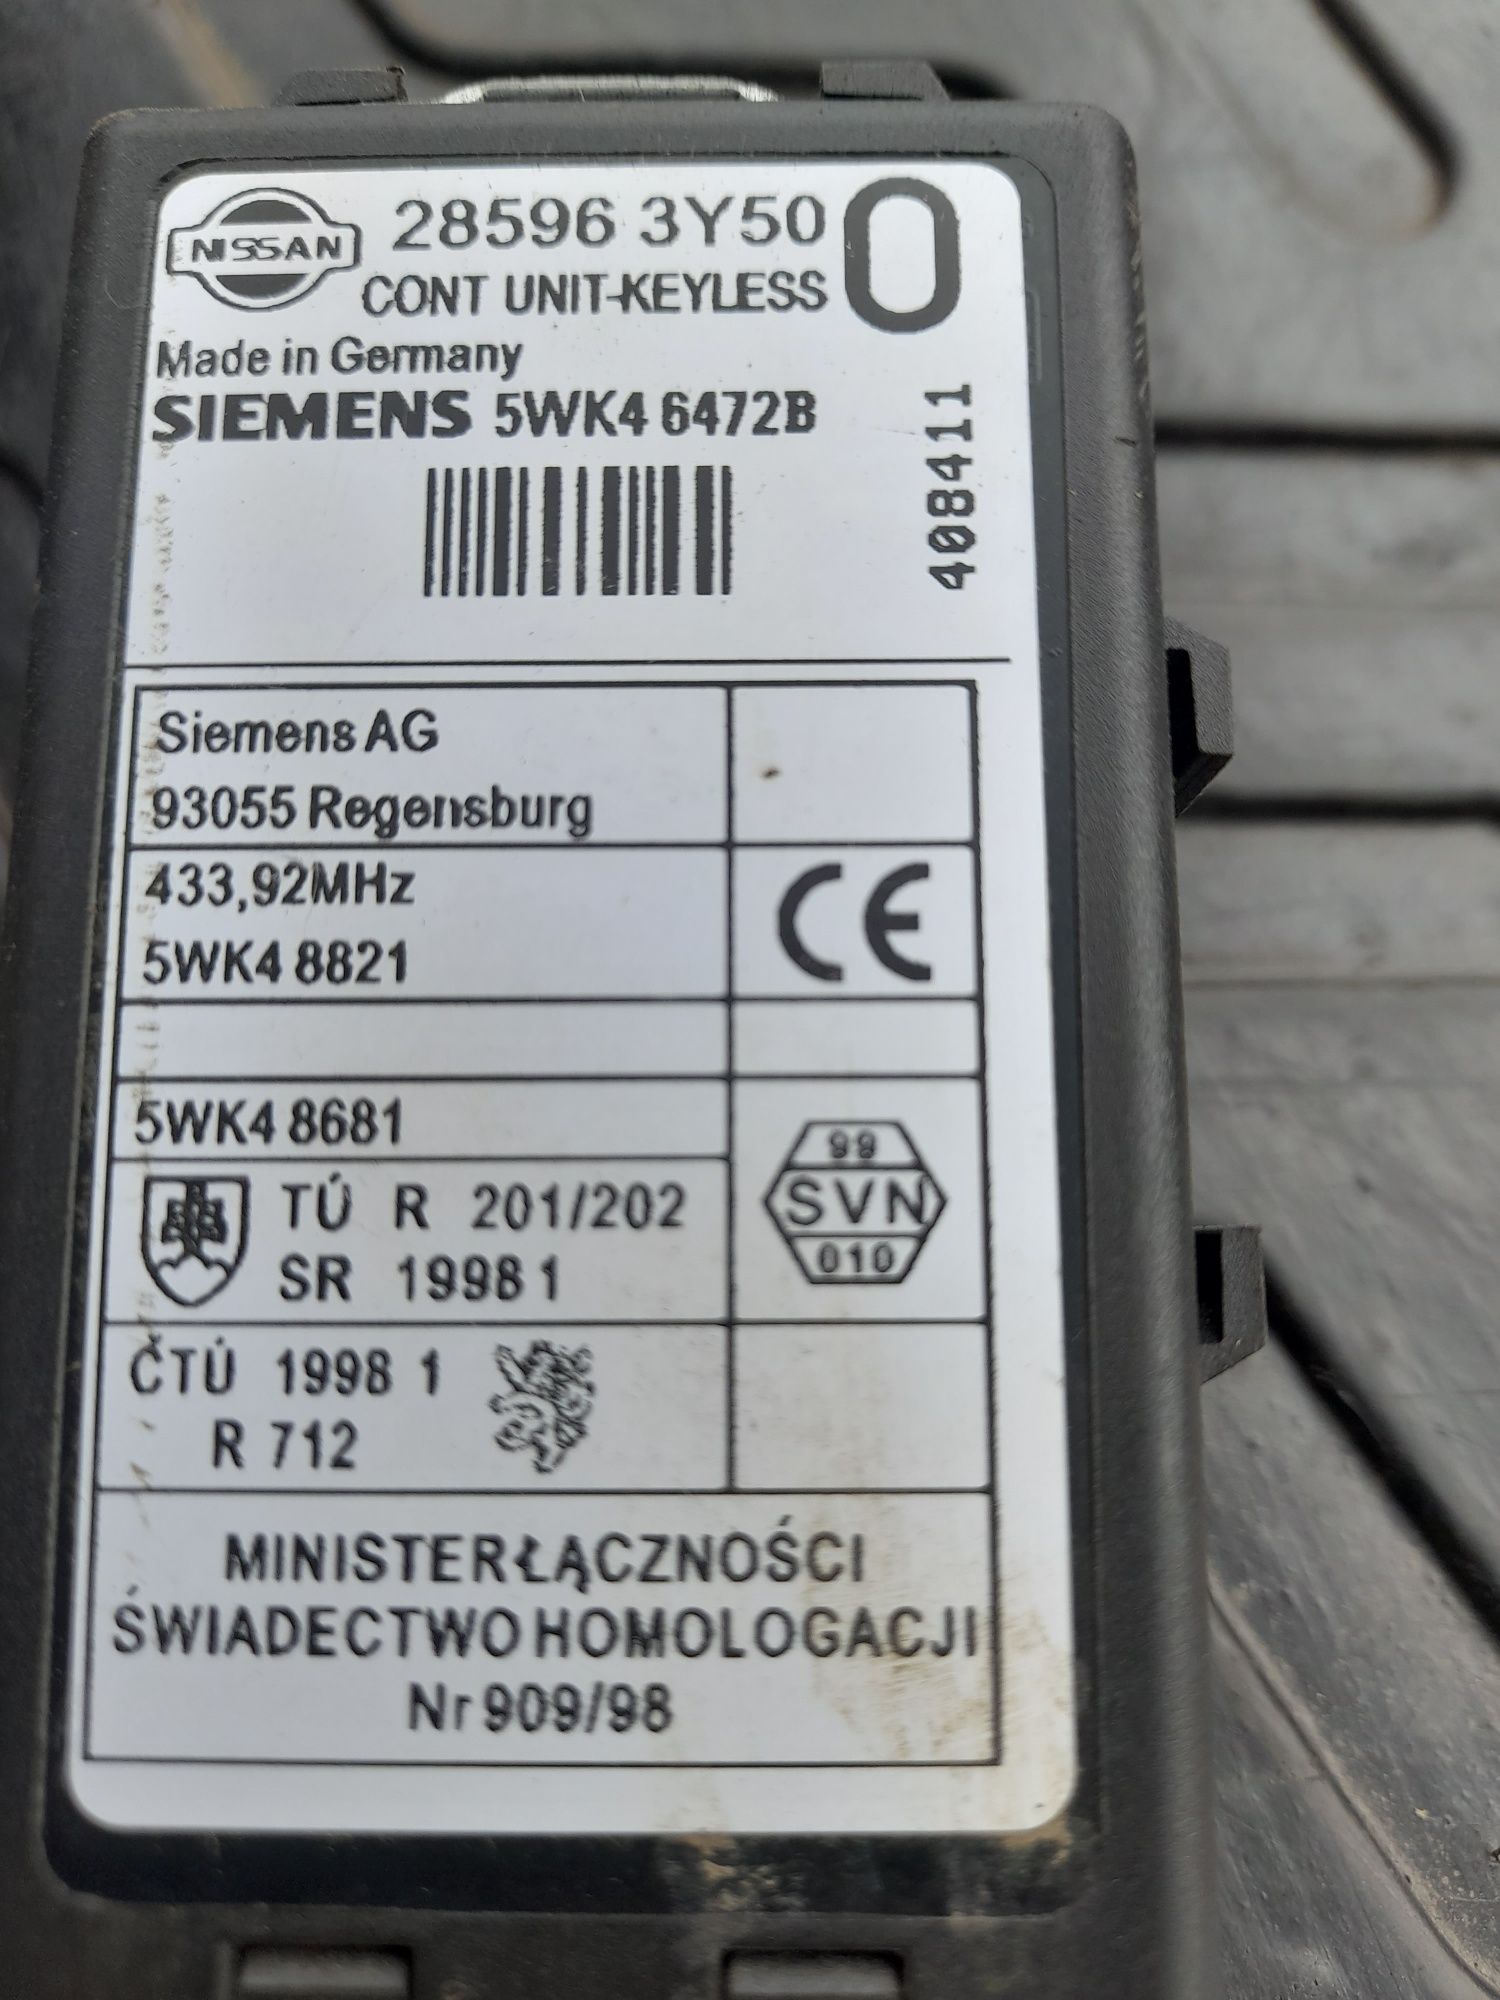 NISSAN
28596 3Y50 0
CONT UNIT-KEYLESS
Made in Germany
SIEMENS 5WK4 6472B
408411
Siemens AG
93055 Regensburg
433,92MHz
5WK4 8821
CE
5WK4 8681
TÚ R 201/202
SR 1998 1
99
SVN
010
ČTÚ 1998 1
R 712
MINISTER ŁĄCZNOŚCI
ŚWIADECTWO HOMOLOGACJI
Nr 909/98